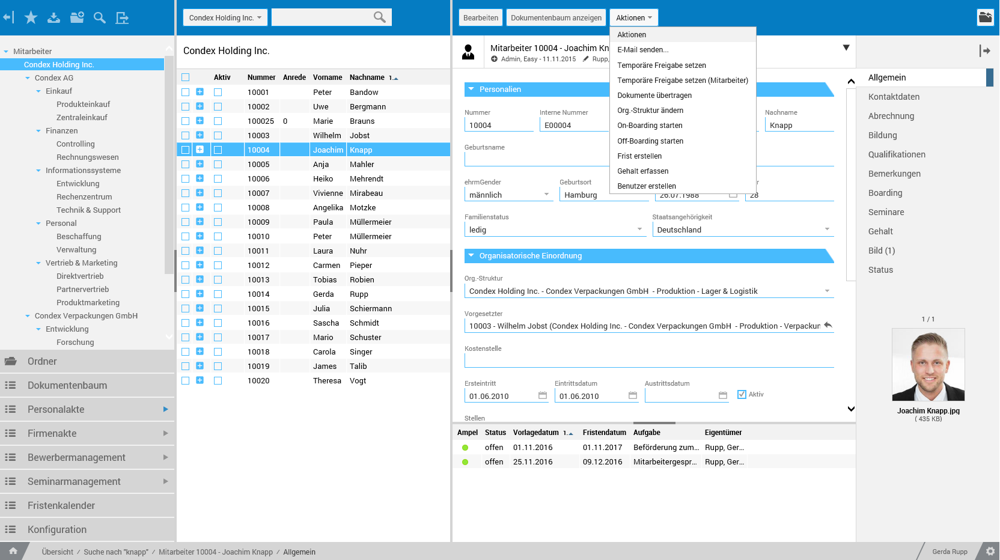 Condex Holding Inc.
Bearbeiten
Dokumentenbaum anzeigen
Aktionen
Aktionen
E-Mail senden...
Temporäre Freigabe setzen
Temporäre Freigabe setzen (Mitarbeiter)
Dokumente übertragen
Org.-Struktur ändern
On-Boarding starten
Off-Boarding starten
Frist erstellen
Gehalt erfassen
Benutzer erstellen
Mitarbeiter
Condex Holding Inc.
Condex AG
Einkauf
Produkteinkauf
Zentraleinkauf
Finanzen
Controlling
Rechnungswesen
Informationssysteme
Entwicklung
Rechenzentrum
Technik & Support
Personal
Beschaffung
Verwaltung
Vertrieb & Marketing
Direktvertrieb
Partnervertrieb
Produktmarketing
Condex Verpackungen GmbH
Entwicklung
Forschung
Ordner
Dokumentenbaum
Personalakte
Firmenakte
Bewerbermanagement
Seminarmanagement
Fristenkalender
Konfiguration
Condex Holding Inc.
Aktiv Nummer Anrede Vorname Nachname 1.
10001 Peter Bandow
10002 Uwe Bergmann
100025 0 Marie Brauns
10003 Wilhelm Jobst
10004 Joachim Knapp
10005 Anja Mahler
10006 Heiko Mehrendt
10007 Vivienne Mirabeau
10008 Angelika Motzke
10009 Paula Müllermeier
10010 Peter Müllermeier
10011 Laura Nuhr
10012 Carmen Pieper
10013 Tobias Robien
10014 Gerda Rupp
10015 Julia Schiermann
10016 Sascha Schmidt
10017 Mario Schuster
10018 Carola Singer
10019 James Talib
10020 Theresa Vogt
Mitarbeiter 10004 - Joachim Kn
Admin, Easy - 11.11.2015 Rupp,
Personalien
Nummer Interne Nummer Nachname
10004 E00004 Knapp
Geburtsname
ehrmGender Geburtsort r
männlich Hamburg 26.07.1988 28
Familienstatus Staatsangehörigkeit
ledig Deutschland
Organisatorische Einordnung
Org.-Struktur
Condex Holding Inc. - Condex Verpackungen GmbH - Produktion - Lager & Logistik
Vorgesetzter
10003 - Wilhelm Jobst (Condex Holding Inc. - Condex Verpackungen GmbH - Produktion - Verpackun
Kostenstelle
Ersteintritt Eintrittsdatum Austrittsdatum
01.06.2010 01.06.2010 Aktiv
Stellen
Ampel Status Vorlagedatum 1. Fristendatum Aufgabe Eigentümer
offen 01.11.2016 01.11.2017 Beförderung zum... Rupp, Ger...
offen 25.11.2016 09.12.2016 Mitarbeitergespr... Rupp, Ger...
Allgemein
Kontaktdaten
Abrechnung
Bildung
Qualifikationen
Bemerkungen
Boarding
Seminare
Gehalt
Bild (1)
Status
1 / 1
Joachim Knapp.jpg
( 435 KB)
Übersicht / Suche nach "knapp" / Mitarbeiter 10004 - Joachim Knapp / Allgemein
Gerda Rupp